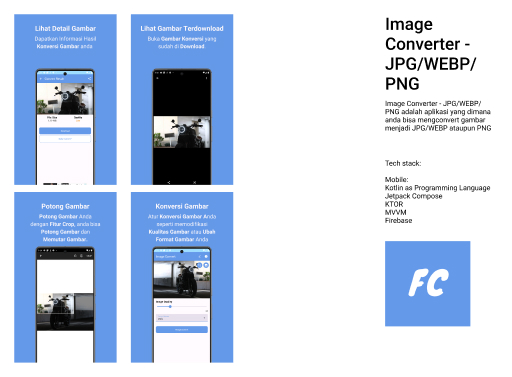 Lihat Detail Gambar
Dapatkan Informasi Hasil
Konversi Gambar anda
Lihat Gambar Terdownload
Buka Gambar Konversi yang
sudah di Download.
Potong Gambar
Potong Gambar Anda
dengan Fitur Crop, anda bisa
Potong Gambar dan
Memutar Gambar.
Konversi Gambar
Atur Konversi Gambar Anda
seperti memodifikasi
Kualitas Gambar atau Ubah
Format Gambar Anda
Image
Converter -
JPG/WEBP/
PNG
Image Converter - JPG/WEBP/
PNG adalah aplikasi yang dimana
anda bisa mengconvert gambar
menjadi JPG/WEBP ataupun PNG
Tech stack:
Mobile:
Kotlin as Programming Language
Jetpack Compose
KTOR
MVVM
Firebase
FC